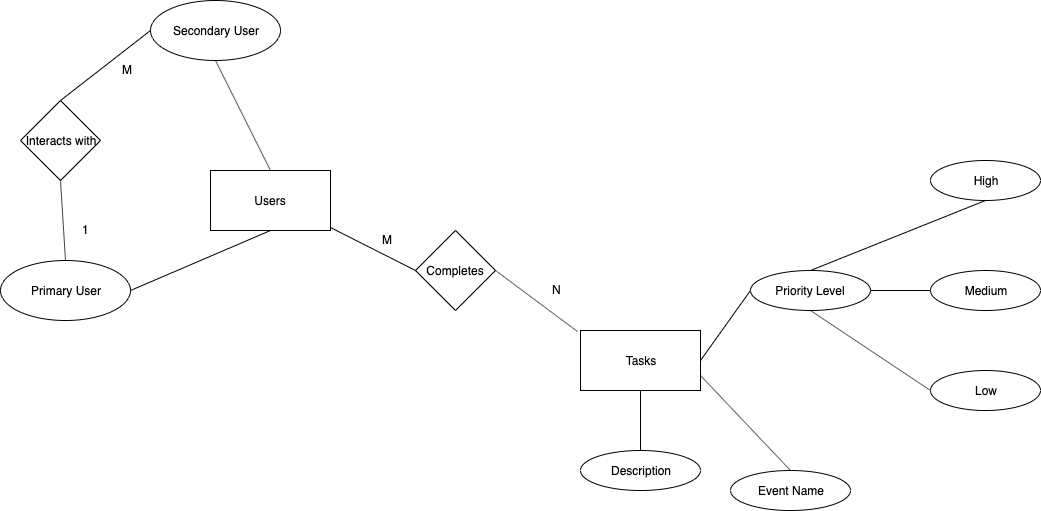 Secondary User
M
Interacts with
Users
High
1
M
Completes
Primary User
N
Priority Level
Medium
Tasks
Low
Description
Event Name